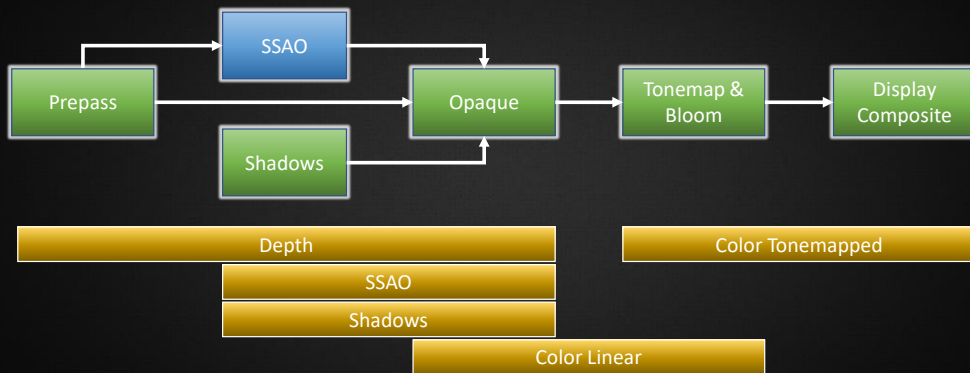 SSAO
Prepass
Opaque
Tonemap &
Bloom
Display
Composite
Shadows
Depth
Color Tonemapped
SSAO
Shadows
Color Linear